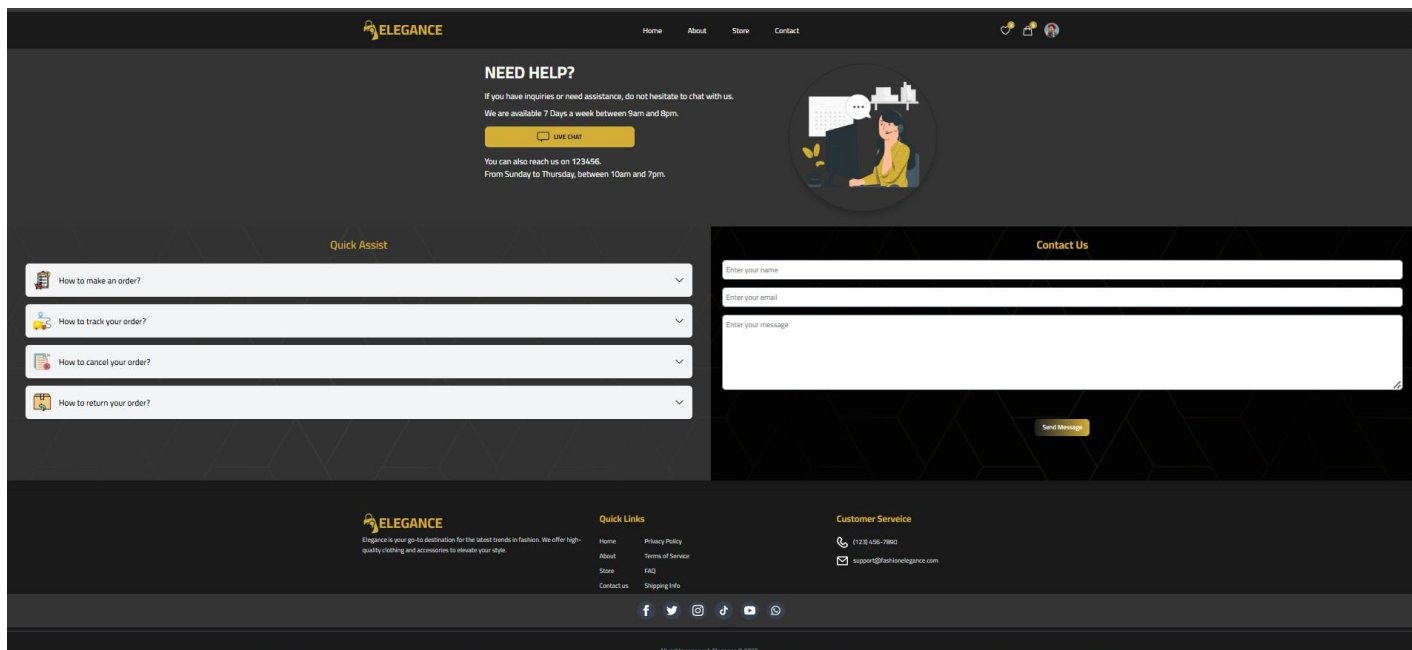 ELEGANCE
Home About Store Contact
NEED HELP?
If you have inquiries or need assistance, do not hesitate to chat with us.
We are available 7 Days a week between 9am and 8pm.
LIVE CHAT
You can also reach us on 123456.
From Sunday to Thursday, between 10am and 7pm.
Quick Assist
How to make an order?
How to track your order?
How to cancel your order?
How to return your order?
Contact Us
Enter your name
Enter your email
Enter your message
Send Message
ELEGANCE
Elegance is your go-to destination for the latest trends in fashion. We offer high-
quality clothing and accessories to elevate your style.
Quick Links
Home Privacy Policy
About Terms of Service
Store FAQ
Contact us Shipping Info
Customer Serveice
(123) 456-7890
support@fashionelegance.com